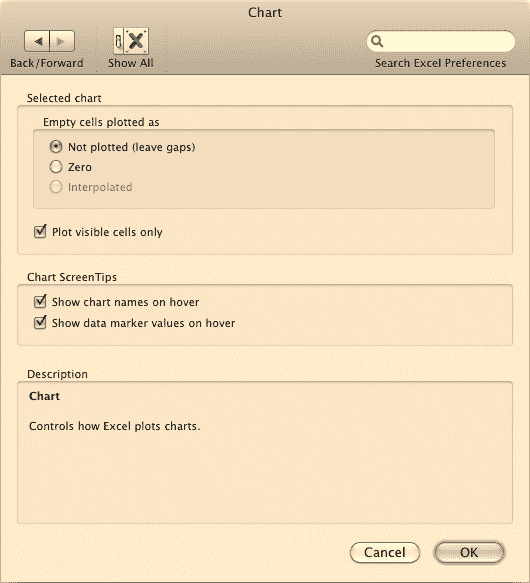 Chart
Back/Forward
Show All
Search Excel Preferences
Selected chart
Empty cells plotted as
Not plotted (leave gaps)
Zero
Interpolated
Plot visible cells only
Chart ScreenTips
Show chart names on hover
Show data marker values on hover
Description
Chart
Controls how Excel plots charts.
Cancel OK